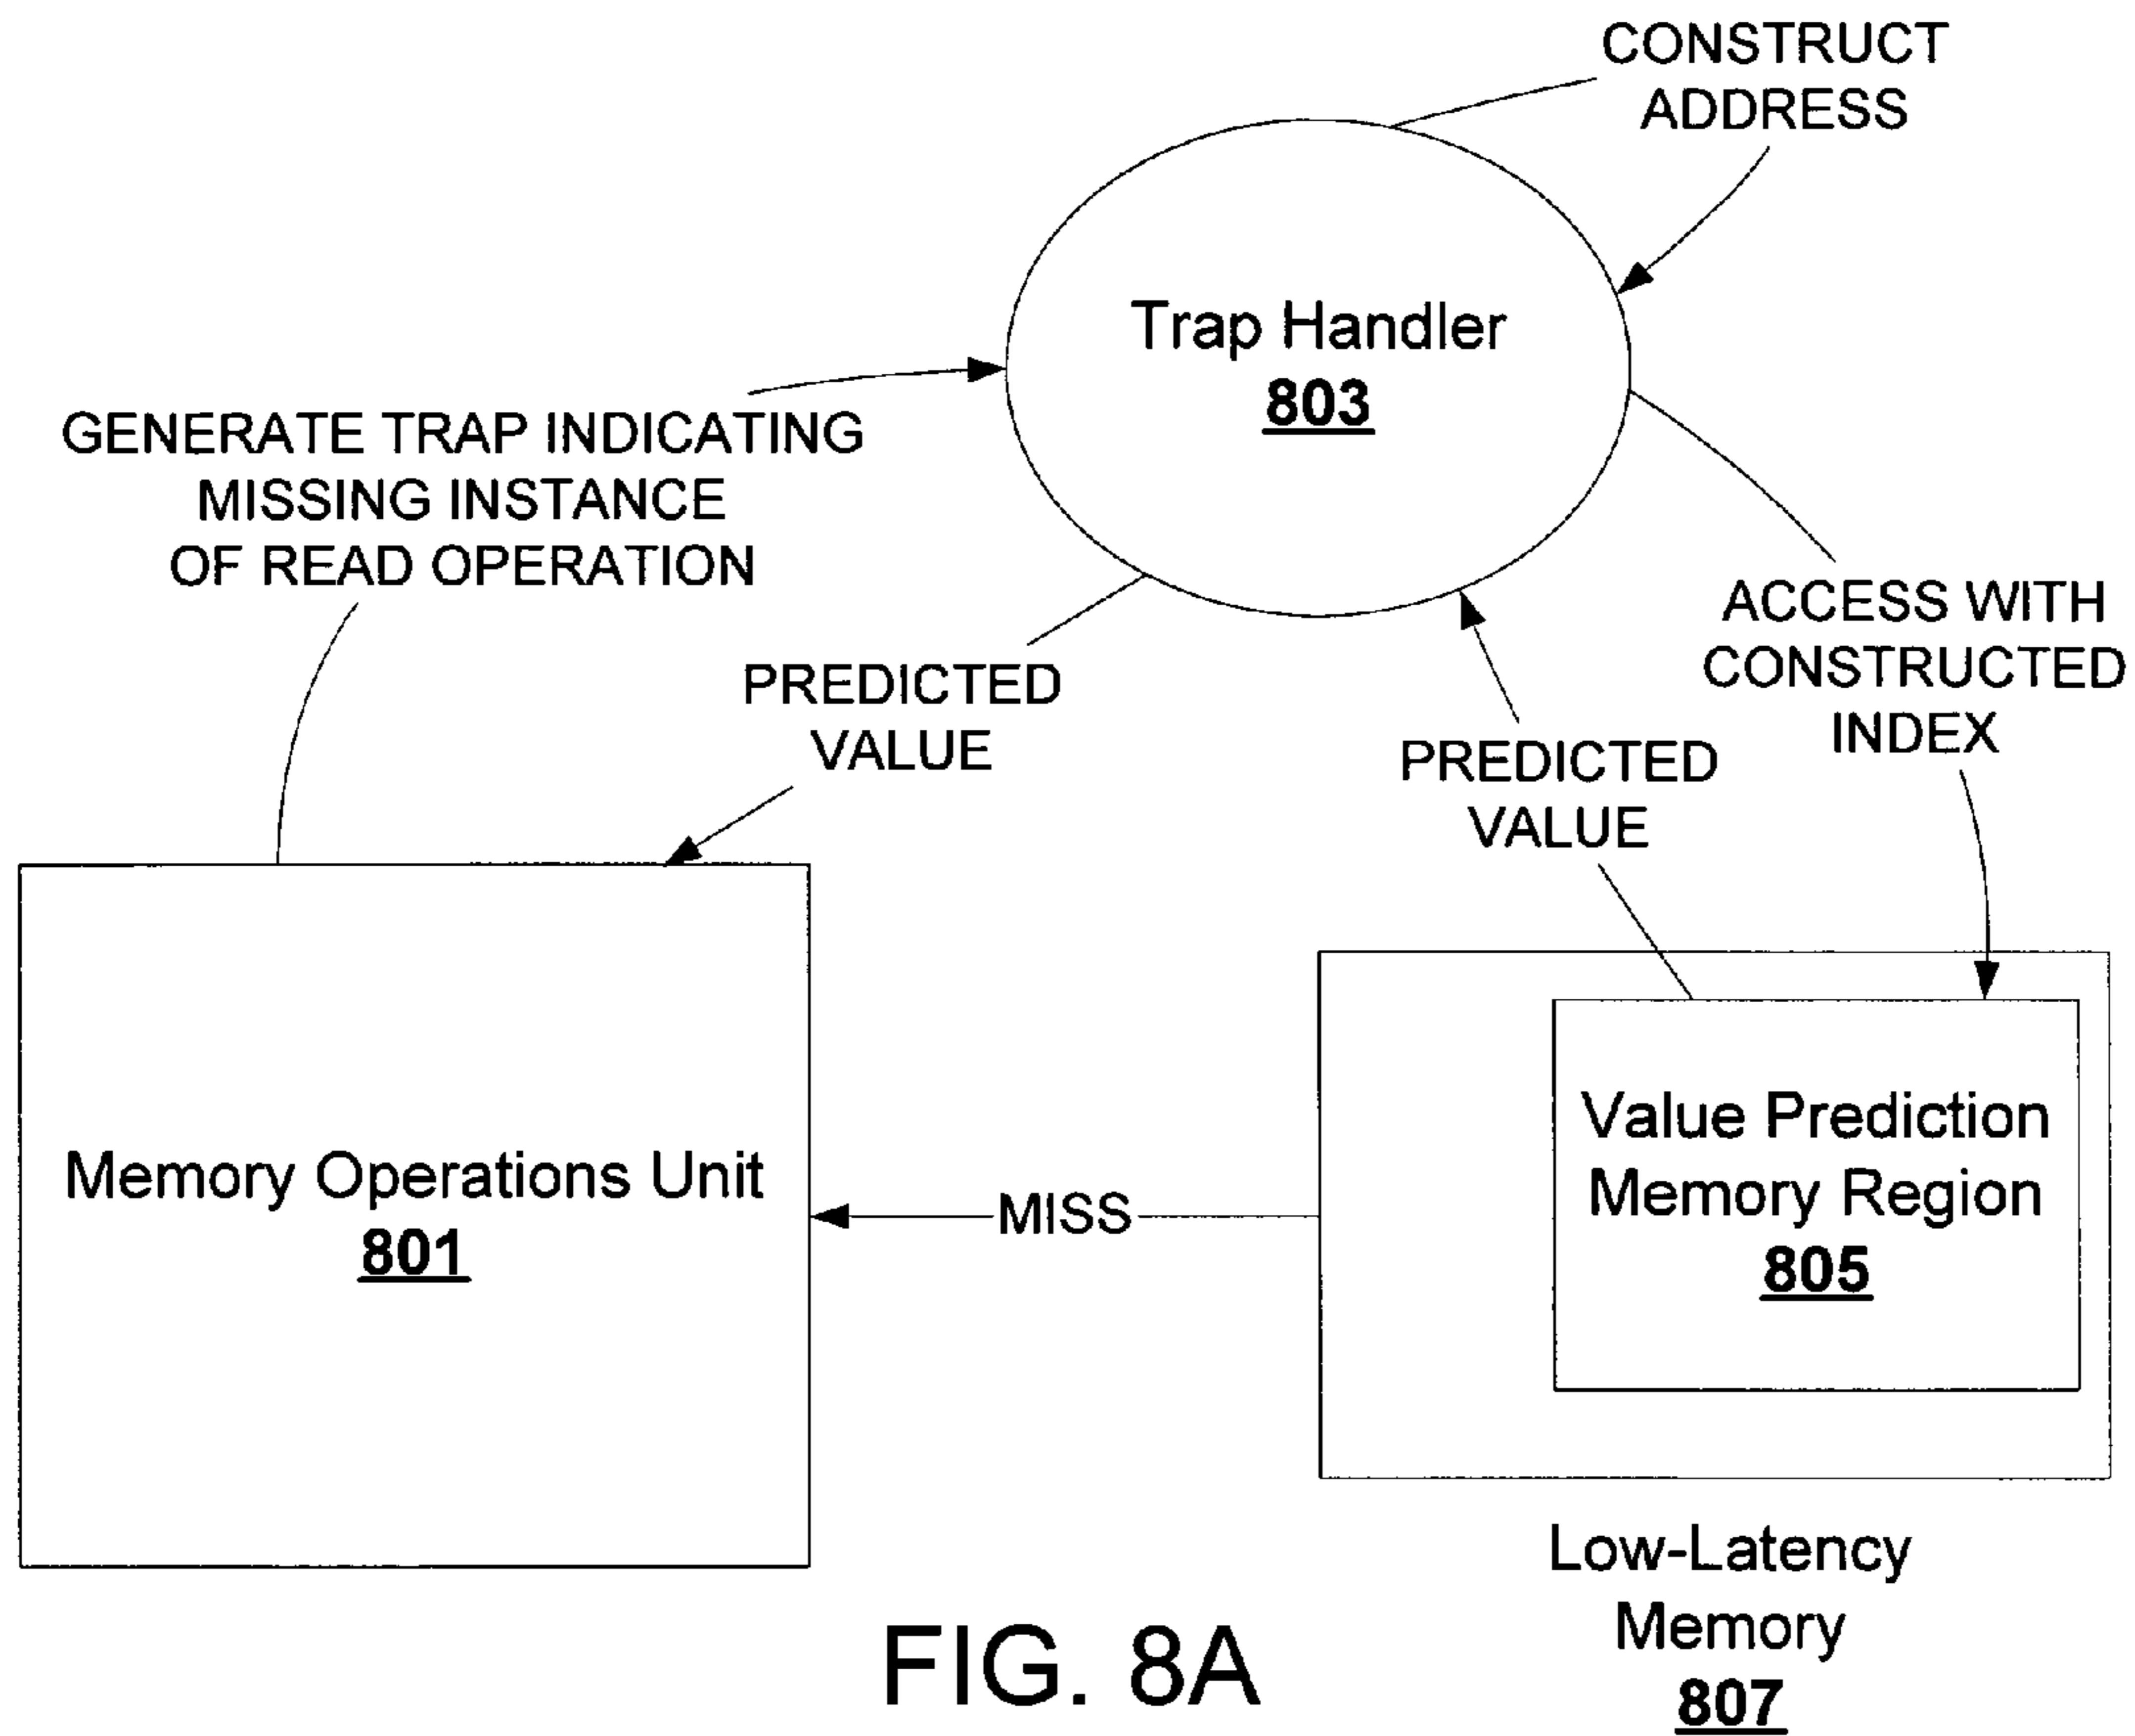 CONSTRUCT
ADDRESS
Trap Handler
803
GENERATE TRAP INDICATING
MISSING INSTANCE
OF READ OPERATION
ACCESS WITH
CONSTRUCTED
INDEX
PREDICTED
VALUE
PREDICTED
VALUE
Value Prediction
Memory Region
805
Memory Operations Unit
801
MISS
Low-Latency
Memory
807
FIG. 8A